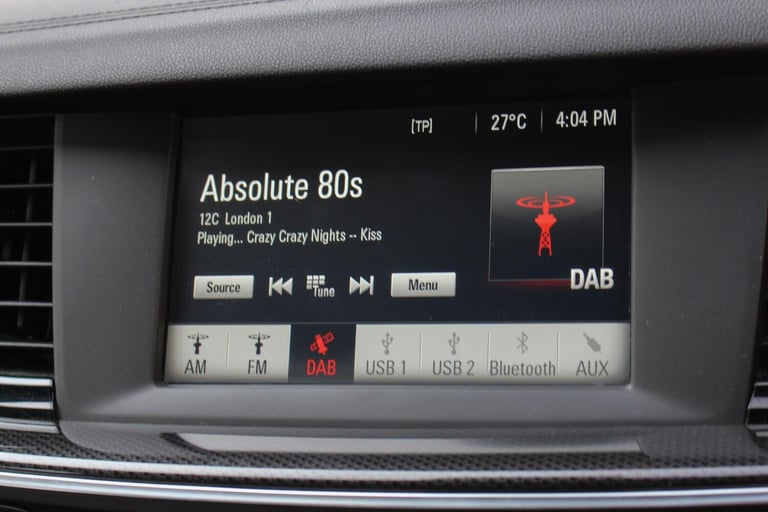 [TP] 27°C 4:04 PM
Absolute 80s
12C London 1
Playing... Crazy Crazy Nights -- Kiss
DAB
Source Tune Menu
AM FM DAB USB 1 USB 2 Bluetooth AUX